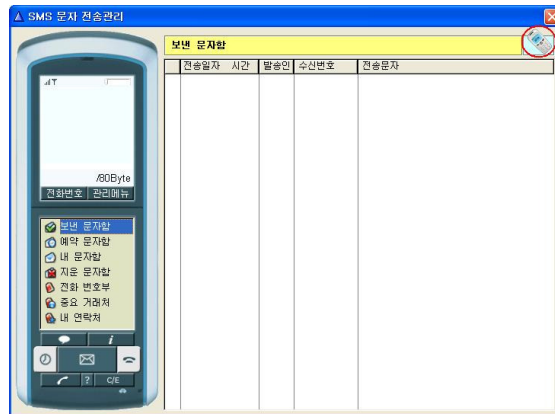 SMS 문자 전송관리
보낸 문자함
전송일자 시간 발송인 수신번호 전송문자
/80Byte
전화번호 관리메뉴
보낸 문자함
예약 문자함
내 문자함
지운 문자함
전화 번호부
중요 거래처
내 연락처
i
? C/E